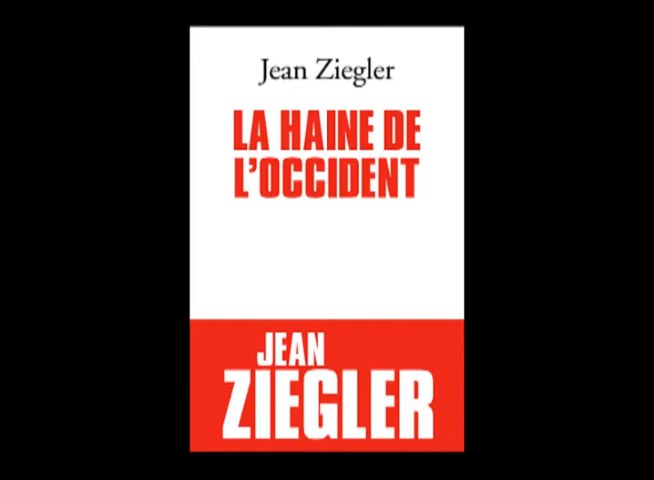 Jean Ziegler
LA HAINE DE
L'OCCIDENT
JEAN
ZIEGLER